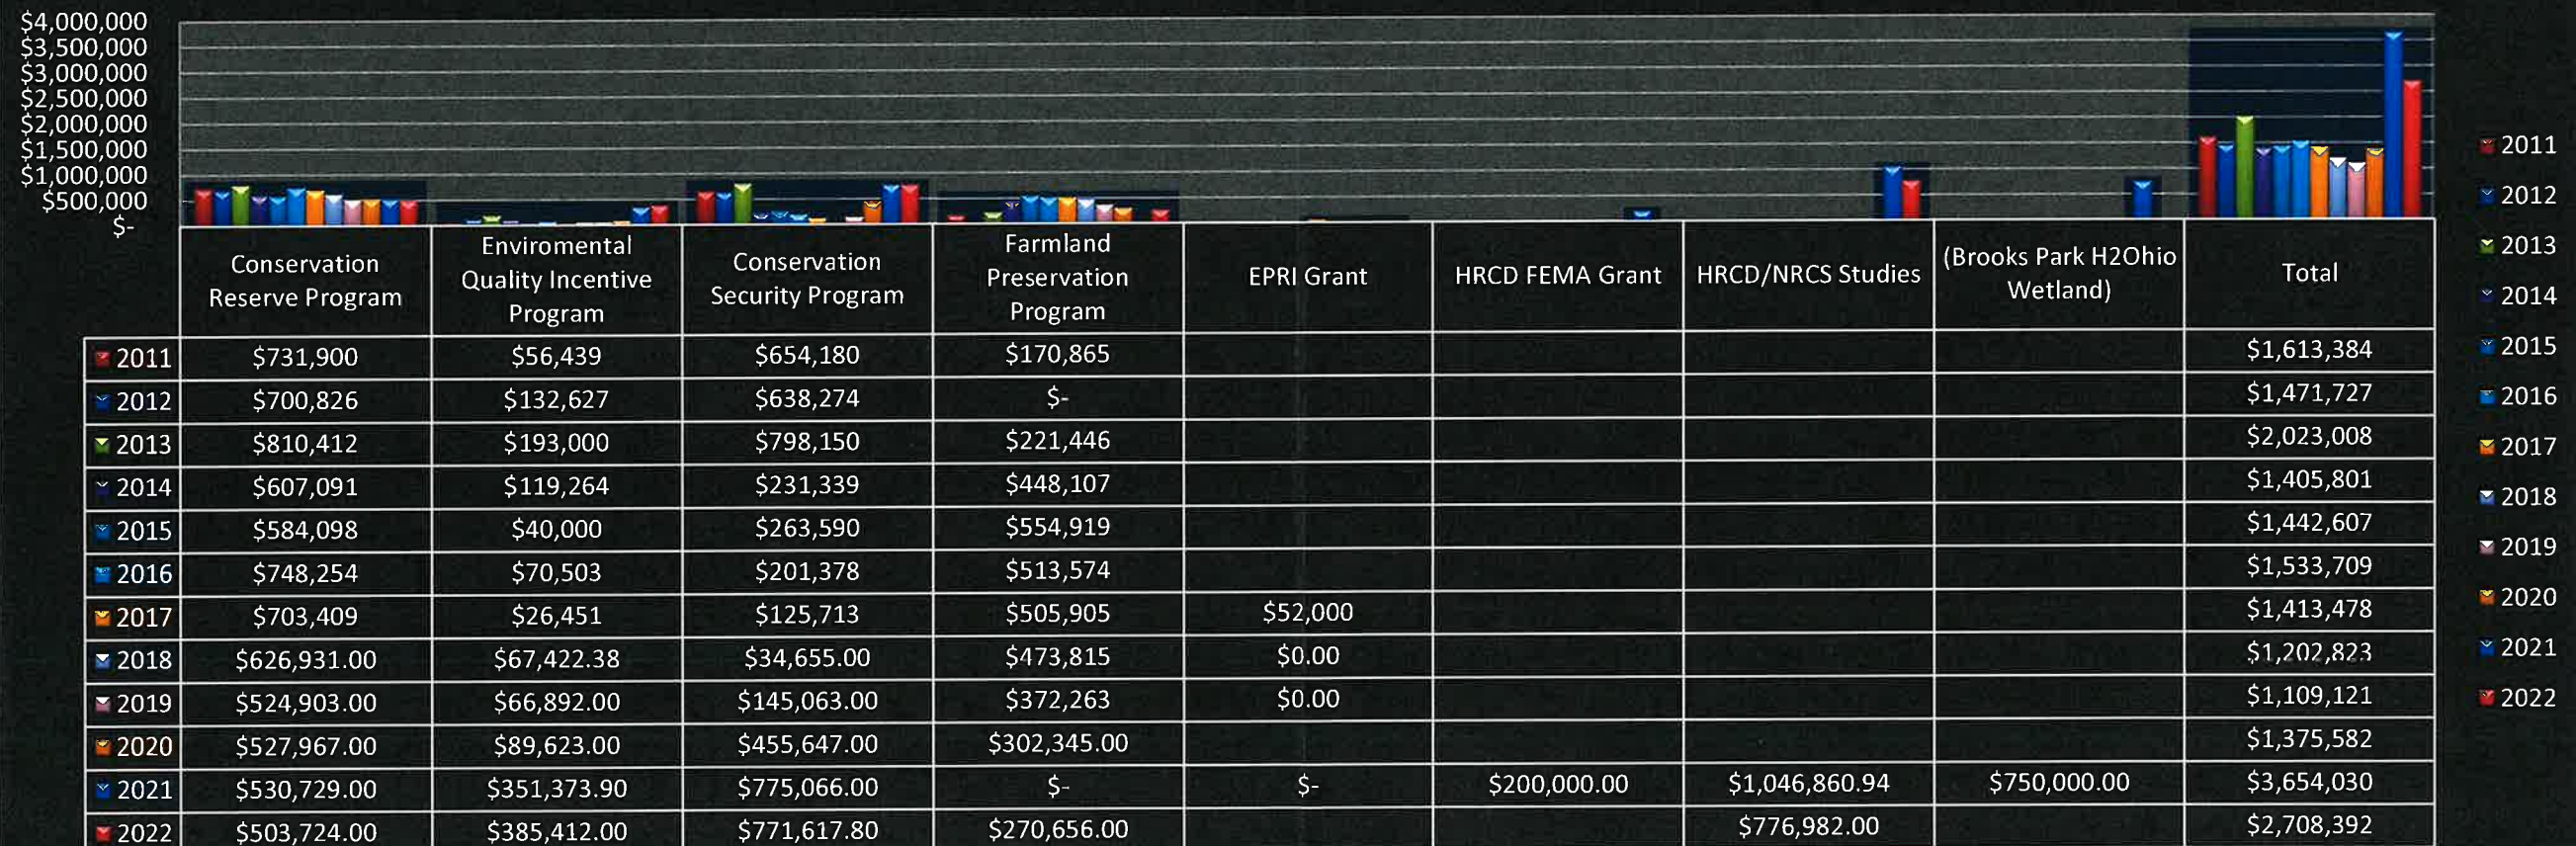 $4,000,000
$3,500,000
$3,000,000
$2,500,000
$2,000,000
$1,500,000
$1,000,000
$500,000
$-
Conservation
Reserve Program
Enviromental
Quality Incentive
Program
Conservation
Security Program
Farmland
Preservation
Program
EPRI Grant
HRCD FEMA Grant
HRCD/NRCS Studies
(Brooks Park H2Ohio
Wetland)
Total
2011 $731,900 $56,439 $654,180 $170,865 $1,613,384
2012 $700,826 $132,627 $638,274 $- $1,471,727
2013 $810,412 $193,000 $798,150 $221,446 $2,023,008
2014 $607,091 $119,264 $231,339 $448,107 $1,405,801
2015 $584,098 $40,000 $263,590 $554,919 $1,442,607
2016 $748,254 $70,503 $201,378 $513,574 $1,533,709
2017 $703,409 $26,451 $125,713 $505,905 $52,000 $1,413,478
2018 $626,931.00 $67,422.38 $34,655.00 $473,815 $0.00 $1,202,823
2019 $524,903.00 $66,892.00 $145,063.00 $372,263 $0.00 $1,109,121
2020 $527,967.00 $89,623.00 $455,647.00 $302,345.00 $1,375,582
2021 $530,729.00 $351,373.90 $775,066.00 $- $- $200,000.00 $1,046,860.94 $750,000.00 $3,654,030
2022 $503,724.00 $385,412.00 $771,617.80 $270,656.00 $776,982.00 $2,708,392
2011
2012
2013
2014
2015
2016
2017
2018
2019
2020
2021
2022